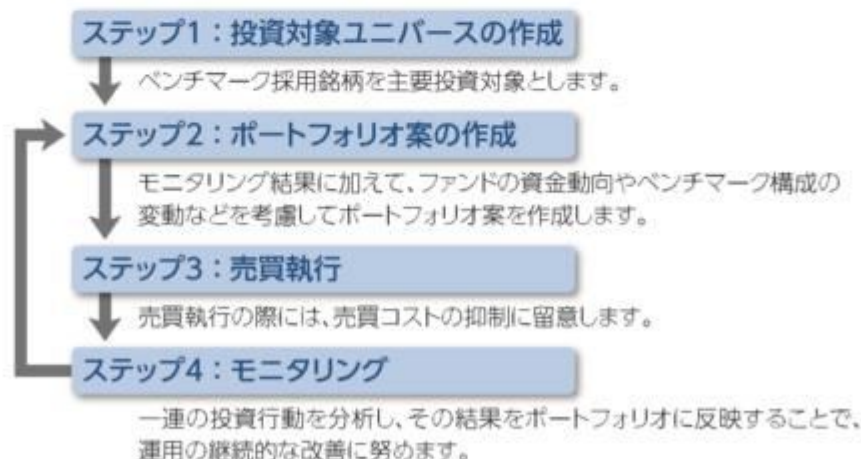 ステップ1：投資対象ユニバースの作成
ベンチマーク採用銘柄を主要投資対象とします。
ステップ2：ポートフォリオ案の作成
モニタリング結果に加えて、ファンドの資金動向やベンチマーク構成の
変動などを考慮してポートフォリオ案を作成します。
ステップ3：売買執行
売買執行の際には、売買コストの抑制に留意します。
ステップ4：モニタリング
一連の投資行動を分析し、その結果をポートフォリオに反映することで、
運用の継続的な改善に努めます。